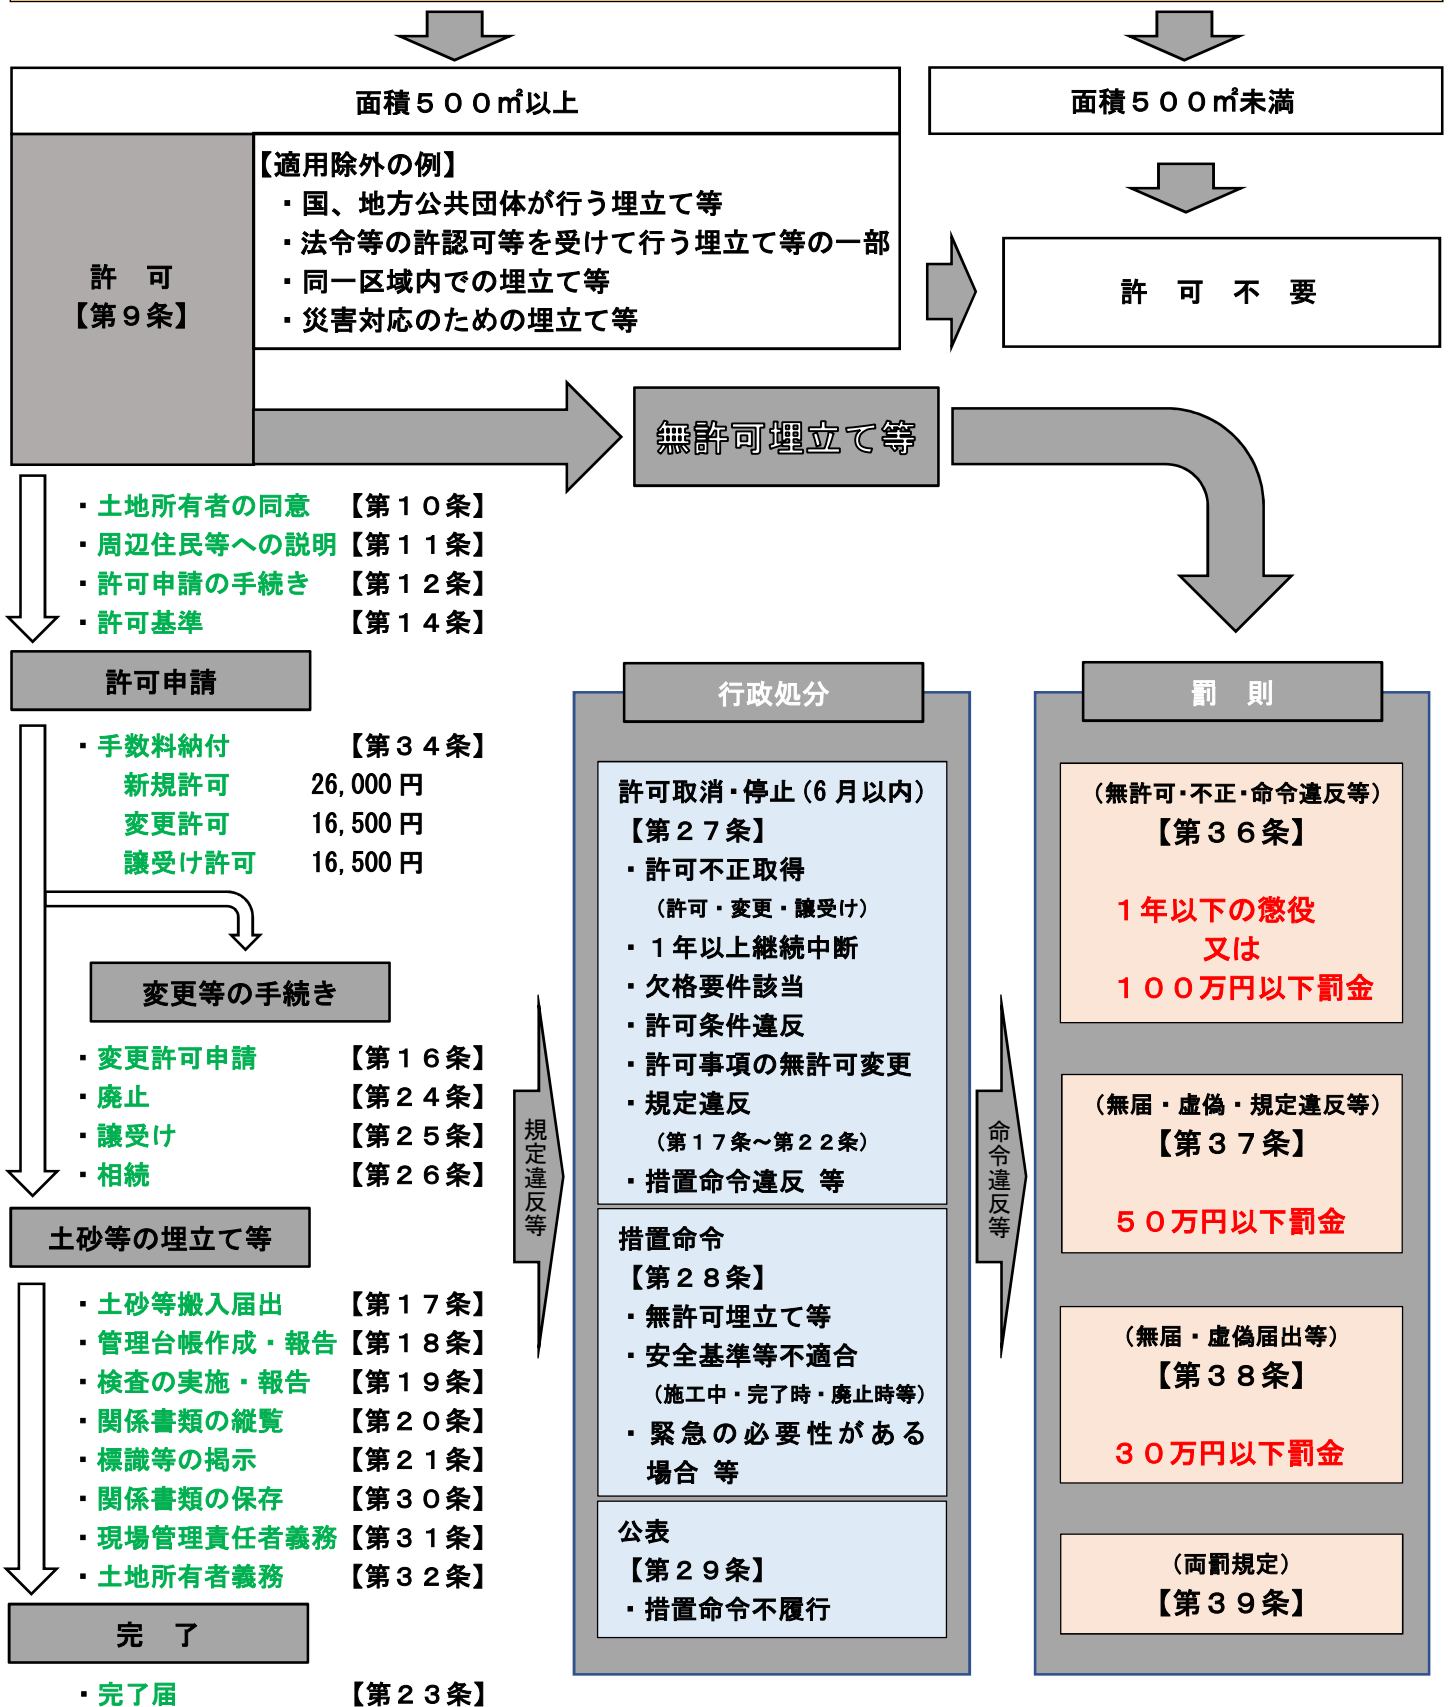 面積５００㎡以上
面積５００㎡未満
許　可
【第９条】
【適用除外の例】
・国、地方公共団体が行う埋立て等
・法令等の許認可等を受けて行う埋立て等の一部
・同一区域内での埋立て等
・災害対応のための埋立て等
許　可　不　要
無許可埋立て等
・土地所有者の同意　【第１０条】
・周辺住民等への説明【第１１条】
・許可申請の手続き　【第１２条】
・許可基準　　　　　【第１４条】
許可申請
・手数料納付　　　　【第３４条】
新規許可　　　26,000円
変更許可　　　16,500円
譲受け許可　　16,500円
変更等の手続き
・変更許可申請　　　【第１６条】
・廃止　　　　　　　【第２４条】
・譲受け　　　　　　【第２５条】
・相続　　　　　　　【第２６条】
土砂等の埋立て等
・土砂等搬入届出　　【第１７条】
・管理台帳作成・報告【第１８条】
・検査の実施・報告　【第１９条】
・関係書類の縦覧　　【第２０条】
・標識等の掲示　　　【第２１条】
・関係書類の保存　　【第３０条】
・現場管理責任者義務【第３１条】
・土地所有者義務　　【第３２条】
完　了
・完了届　　　　　　【第２３条】
規定違反等
行政処分
許可取消・停止(6月以内)
【第２７条】
・許可不正取得
（許可・変更・譲受け）
・１年以上継続中断
・欠格要件該当
・許可条件違反
・許可事項の無許可変更
・規定違反
（第１７条～第２２条）
・措置命令違反 等
措置命令
【第２８条】
・無許可埋立て等
・安全基準等不適合
（施工中・完了時・廃止時等）
・緊急の必要性がある
場合 等
公表
【第２９条】
・措置命令不履行
命令違反等
罰　則
（無許可・不正・命令違反等）
【第３６条】
１年以下の懲役
又は
１００万円以下罰金
（無届・虚偽・規定違反等）
【第３７条】
５０万円以下罰金
（無届・虚偽届出等）
【第３８条】
３０万円以下罰金
（両罰規定）
【第３９条】